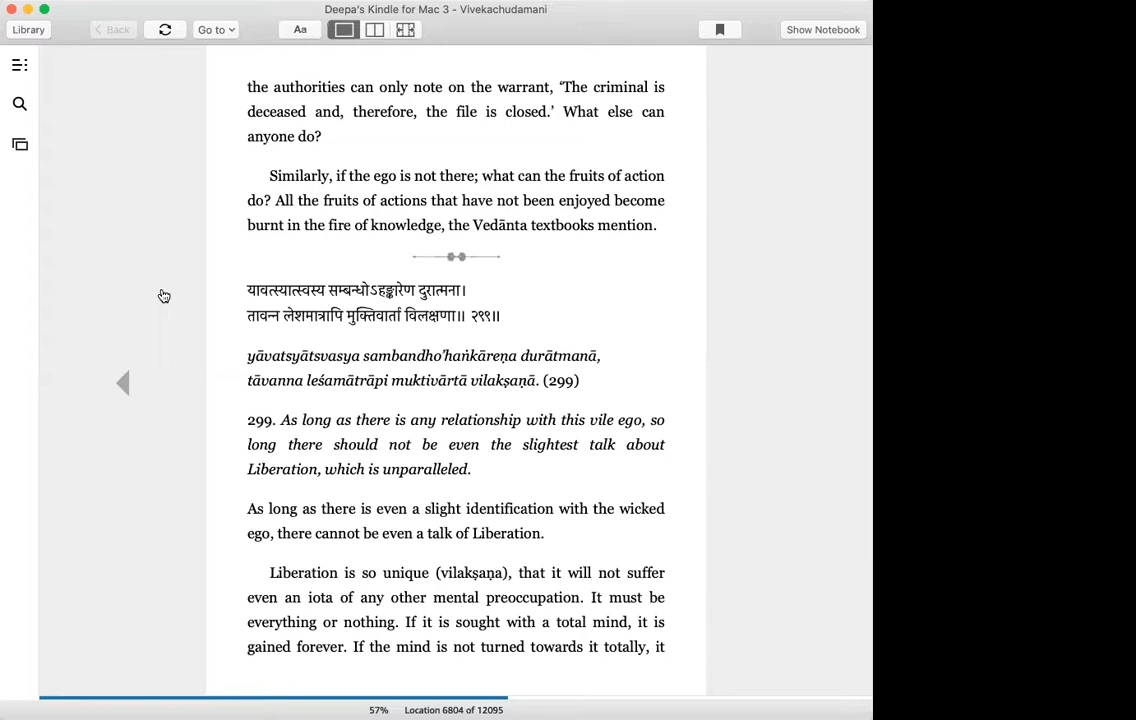 Deepa's Kindle for Mac 3 - Vivekachudamani
Library
Back
Go to
Aa
Show Notebook
the authorities can only note on the warrant, ‘The criminal is
deceased and, therefore, the file is closed.’ What else can
anyone do?
Similarly, if the ego is not there; what can the fruits of action
do? All the fruits of actions that have not been enjoyed become
burnt in the fire of knowledge, the Vedānta textbooks mention.
यावत्स्यात्स्वस्य सम्बन्धोऽहङ्कारेण दुरात्मना।
तावन्न लेशमात्रापि मुक्तिवार्ता विलक्षणा॥ २९९॥
yāvatsyātsvasya sambandho’haṅkāreṇa durātmanā,
tāvanna leśamātrāpi muktivārtā vilakṣaṇā. (299)
299. As long as there is any relationship with this vile ego, so
long there should not be even the slightest talk about
Liberation, which is unparalleled.
As long as there is even a slight identification with the wicked
ego, there cannot be even a talk of Liberation.
Liberation is so unique (vilakṣaṇa), that it will not suffer
even an iota of any other mental preoccupation. It must be
everything or nothing. If it is sought with a total mind, it is
gained forever. If the mind is not turned towards it totally, it
57% Location 6804 of 12095